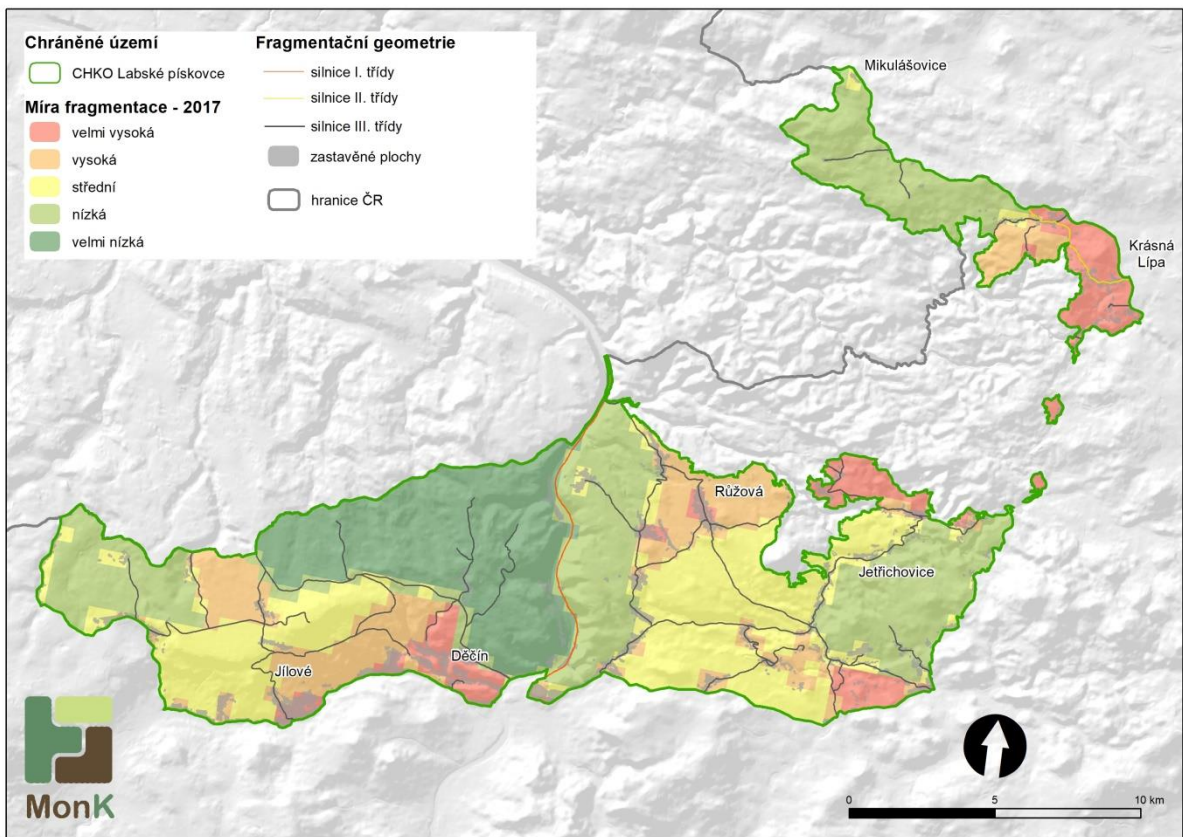 Chráněné území
CHKO Labské pískovce
Míra fragmentace - 2017
velmi vysoká
vysoká
střední
nízká
velmi nízká
Fragmentační geometrie
silnice I. třídy
silnice II. třídy
silnice III. třídy
zastavěné plochy
hranice ČR
Mikulášovice
Krásná
Lípa
Růžová
Jetřichovice
Děčín
Jílové
MonK
0 5 10 km